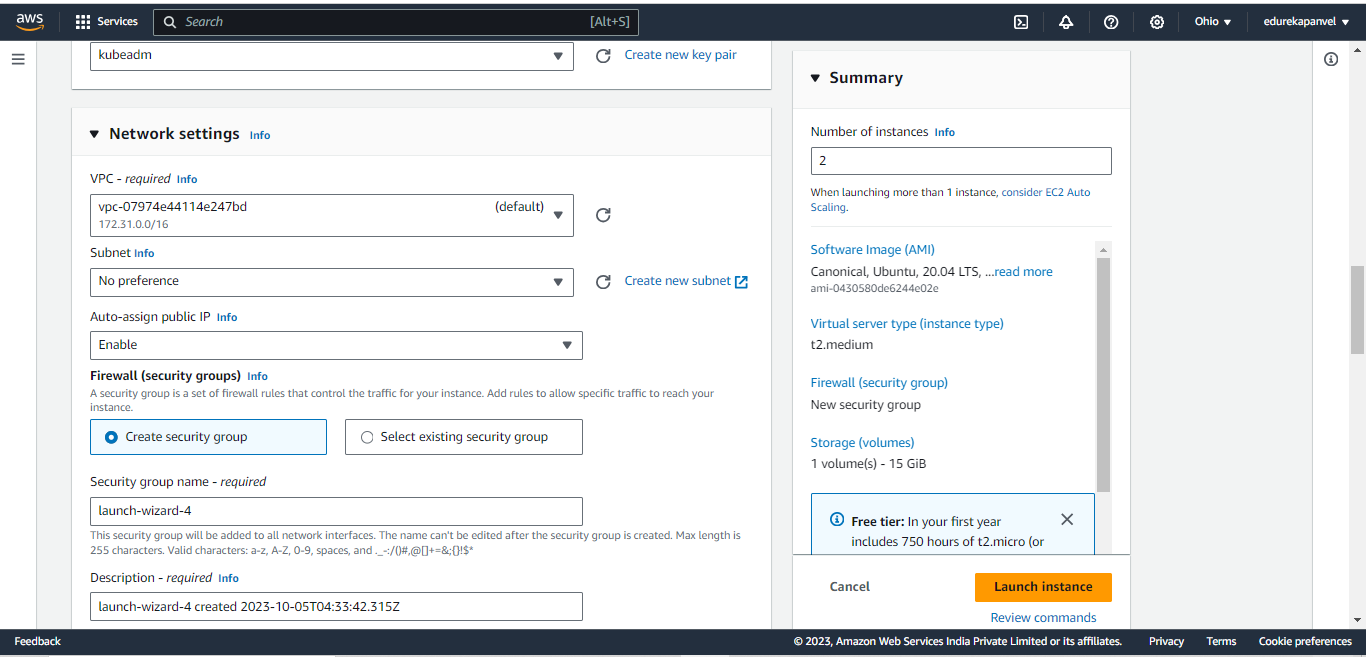 aws
Services
Search
[Alt+S]
Ohio
edurekapanvel
kubeadm
Create new key pair
Network settings Info
VPC - required Info
vpc-07974e44114e247bd
(default)
172.31.0.0/16
Subnet Info
No preference
Create new subnet
Auto-assign public IP Info
Enable
Firewall (security groups) Info
A security group is a set of firewall rules that control the traffic for your instance. Add rules to allow specific traffic to reach your
instance.
Create security group
Select existing security group
Security group name - required
launch-wizard-4
This security group will be added to all network interfaces. The name can't be edited after the security group is created. Max length is
255 characters. Valid characters: a-z, A-Z, 0-9, spaces, and ._-:/()#,@[]+=&;{}!$*
Description - required Info
launch-wizard-4 created 2023-10-05T04:33:42.315Z
Summary
Number of instances Info
2
When launching more than 1 instance, consider EC2 Auto
Scaling.
Software Image (AMI)
Canonical, Ubuntu, 20.04 LTS, ...read more
ami-0430580de6244e02e
Virtual server type (instance type)
t2.medium
Firewall (security group)
New security group
Storage (volumes)
1 volume(s) - 15 GiB
Free tier: In your first year
includes 750 hours of t2.micro (or
Cancel
Launch instance
Review commands
Feedback
© 2023, Amazon Web Services India Private Limited or its affiliates.
Privacy
Terms
Cookie preferences